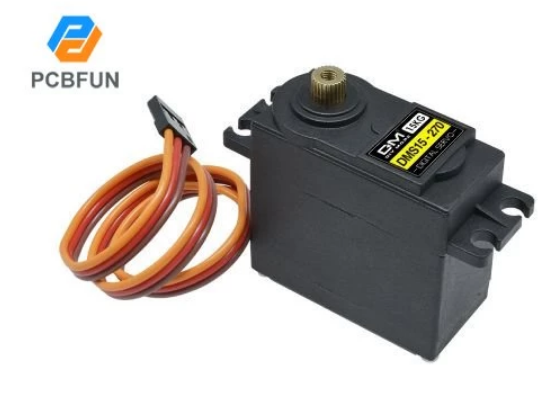 PCBFUN
DM 15KG
DMS15-270
-DIGITAL SERVO-